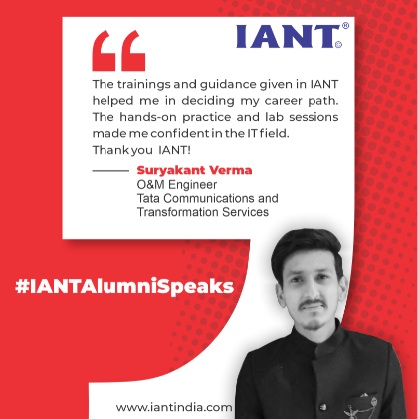 IANT®
©
The trainings and guidance given in IANT
helped me in deciding my career path.
The hands-on practice and lab sessions
made me confident in the IT field.
Thank you IANT!
Suryakant Verma
O&M Engineer
Tata Communications and
Transformation Services
#IANTAlumniSpeaks
www.iantindia.com